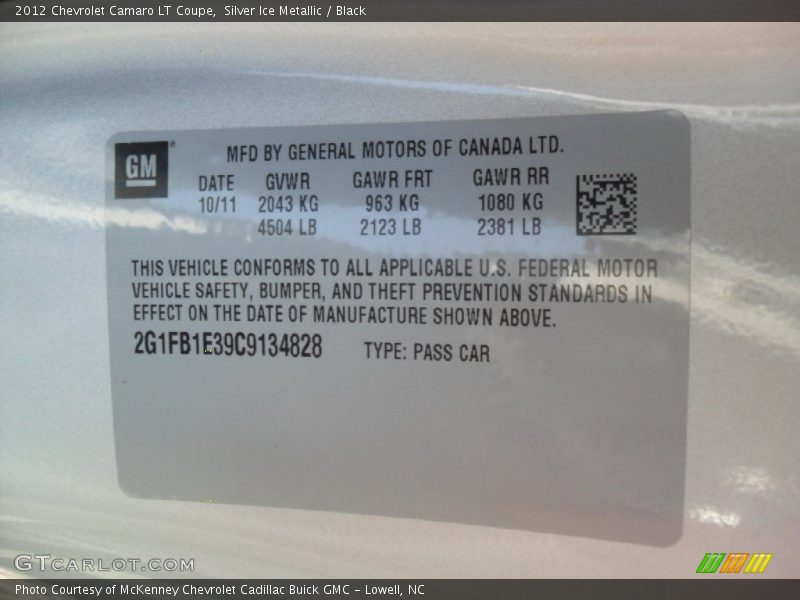 2012 Chevrolet Camaro LT Coupe,  Silver Ice Metallic / Black
GM
MFD BY GENERAL MOTORS OF CANADA LTD.
DATE GVWR GAWR FRT GAWR RR
10/11 2043 KG 963 KG 1080 KG
4504 LB 2123 LB 2381 LB
THIS VEHICLE CONFORMS TO ALL APPLICABLE U.S. FEDERAL MOTOR
VEHICLE SAFETY, BUMPER, AND THEFT PREVENTION STANDARDS IN
EFFECT ON THE DATE OF MANUFACTURE SHOWN ABOVE.
2G1FB1E39C9134828 TYPE: PASS CAR
GTCARLOT.COM
Photo Courtesy of McKenney Chevrolet Cadillac Buick GMC - Lowell, NC